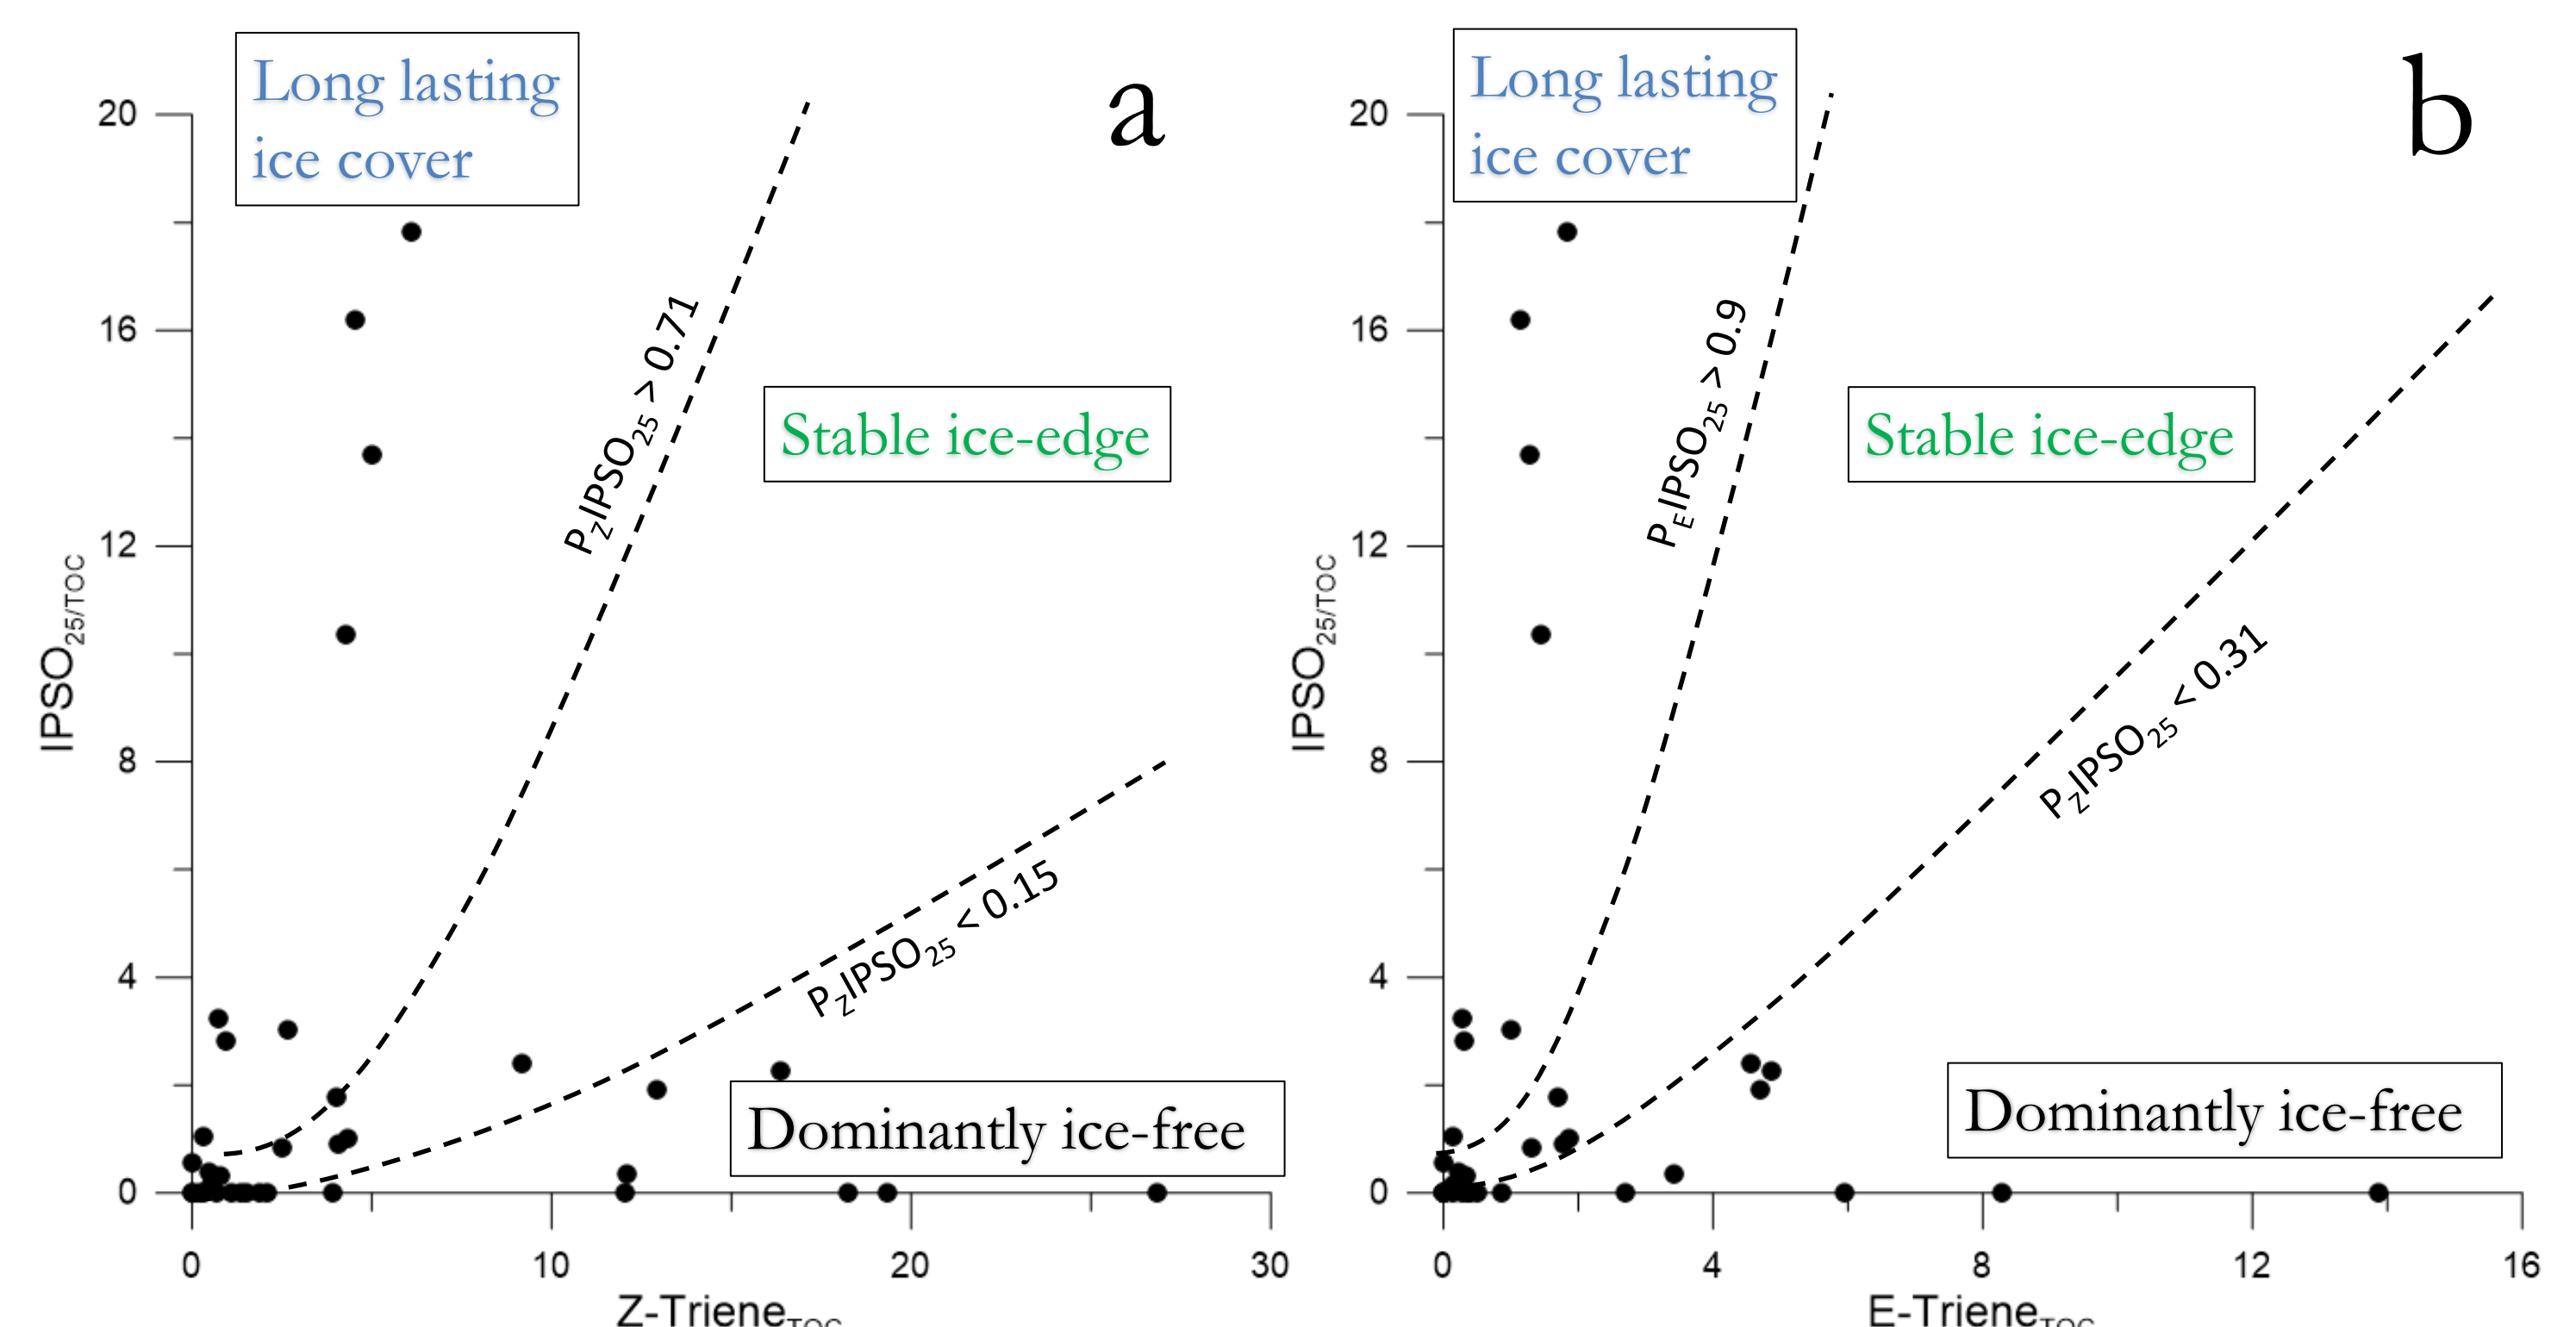 Long lasting
ice cover
a
20
16
12
8
4
0
IPSO25/TOC
PZIPSO25 > 0.71
Stable ice-edge
PZIPSO25 < 0.15
Dominantly ice-free
0 10 20 30
Z-TrieneTOC
Long lasting
ice cover
b
20
16
12
8
4
0
IPSO25/TOC
PEIPSO25 > 0.9
Stable ice-edge
PZIPSO25 < 0.31
Dominantly ice-free
0 4 8 12 16
E-TrieneTOC